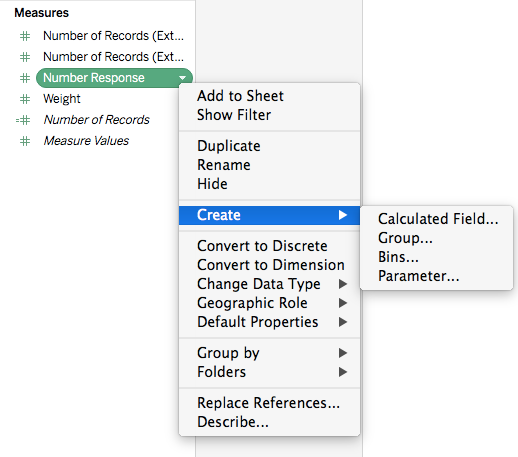 Measures
Number of Records (Ext...
Number of Records (Ext...
Number Response
Weight
Number of Records
Measure Values
Add to Sheet
Show Filter
Duplicate
Rename
Hide
Create
Calculated Field...
Group...
Bins...
Parameter...
Convert to Discrete
Convert to Dimension
Change Data Type
Geographic Role
Default Properties
Group by
Folders
Replace References...
Describe...